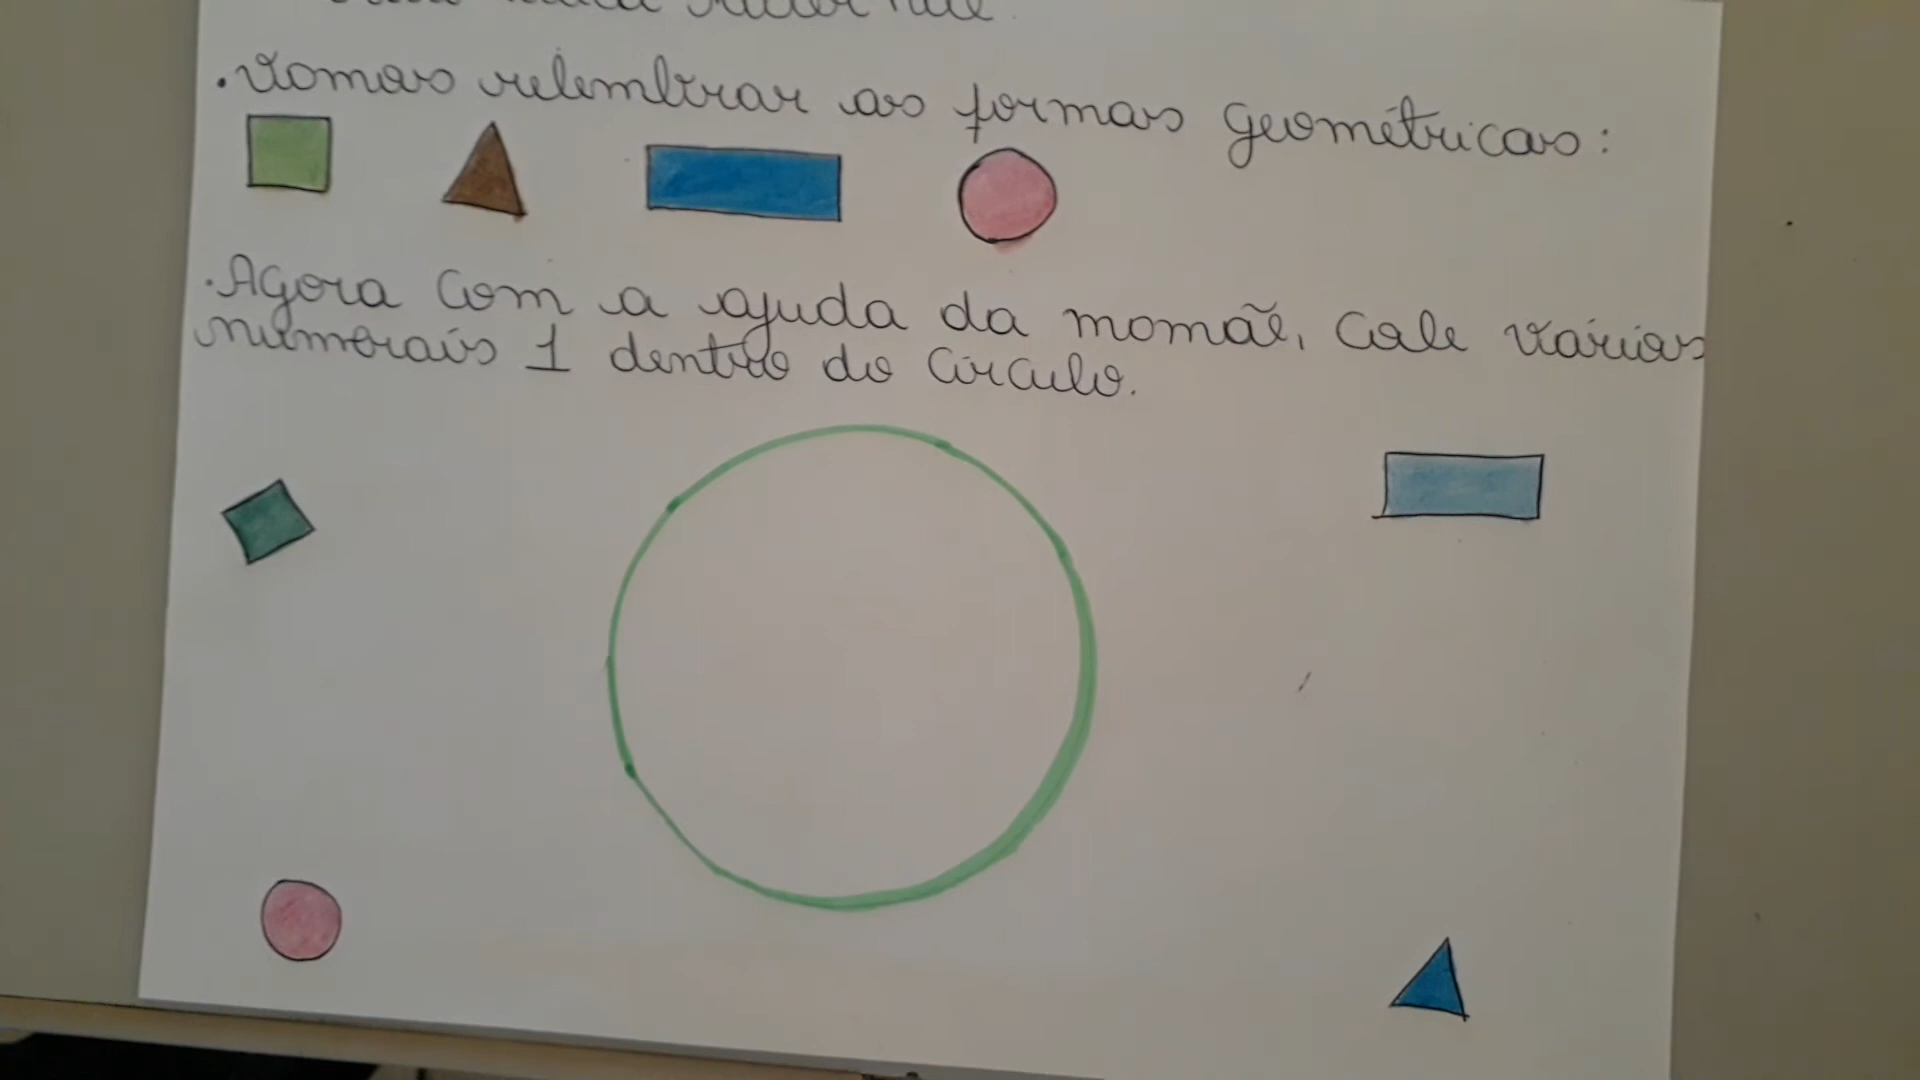 . Vamos relembrar as formas geométricas:
. Agora com a ajuda da mamãe, cole vários
numerais 1 dentro do círculo.